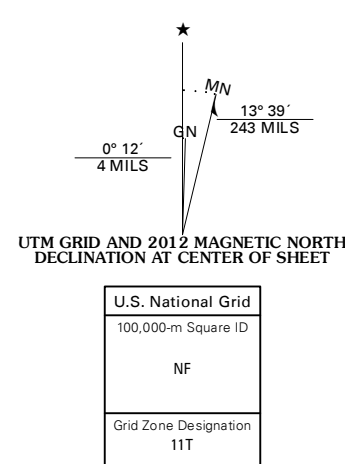 ★
MN
GN
13° 39´
243 MILS
0° 12´
4 MILS
UTM GRID AND 2012 MAGNETIC NORTH
DECLINATION AT CENTER OF SHEET
U.S. National Grid
100,000-m Square ID
NF
Grid Zone Designation
11T